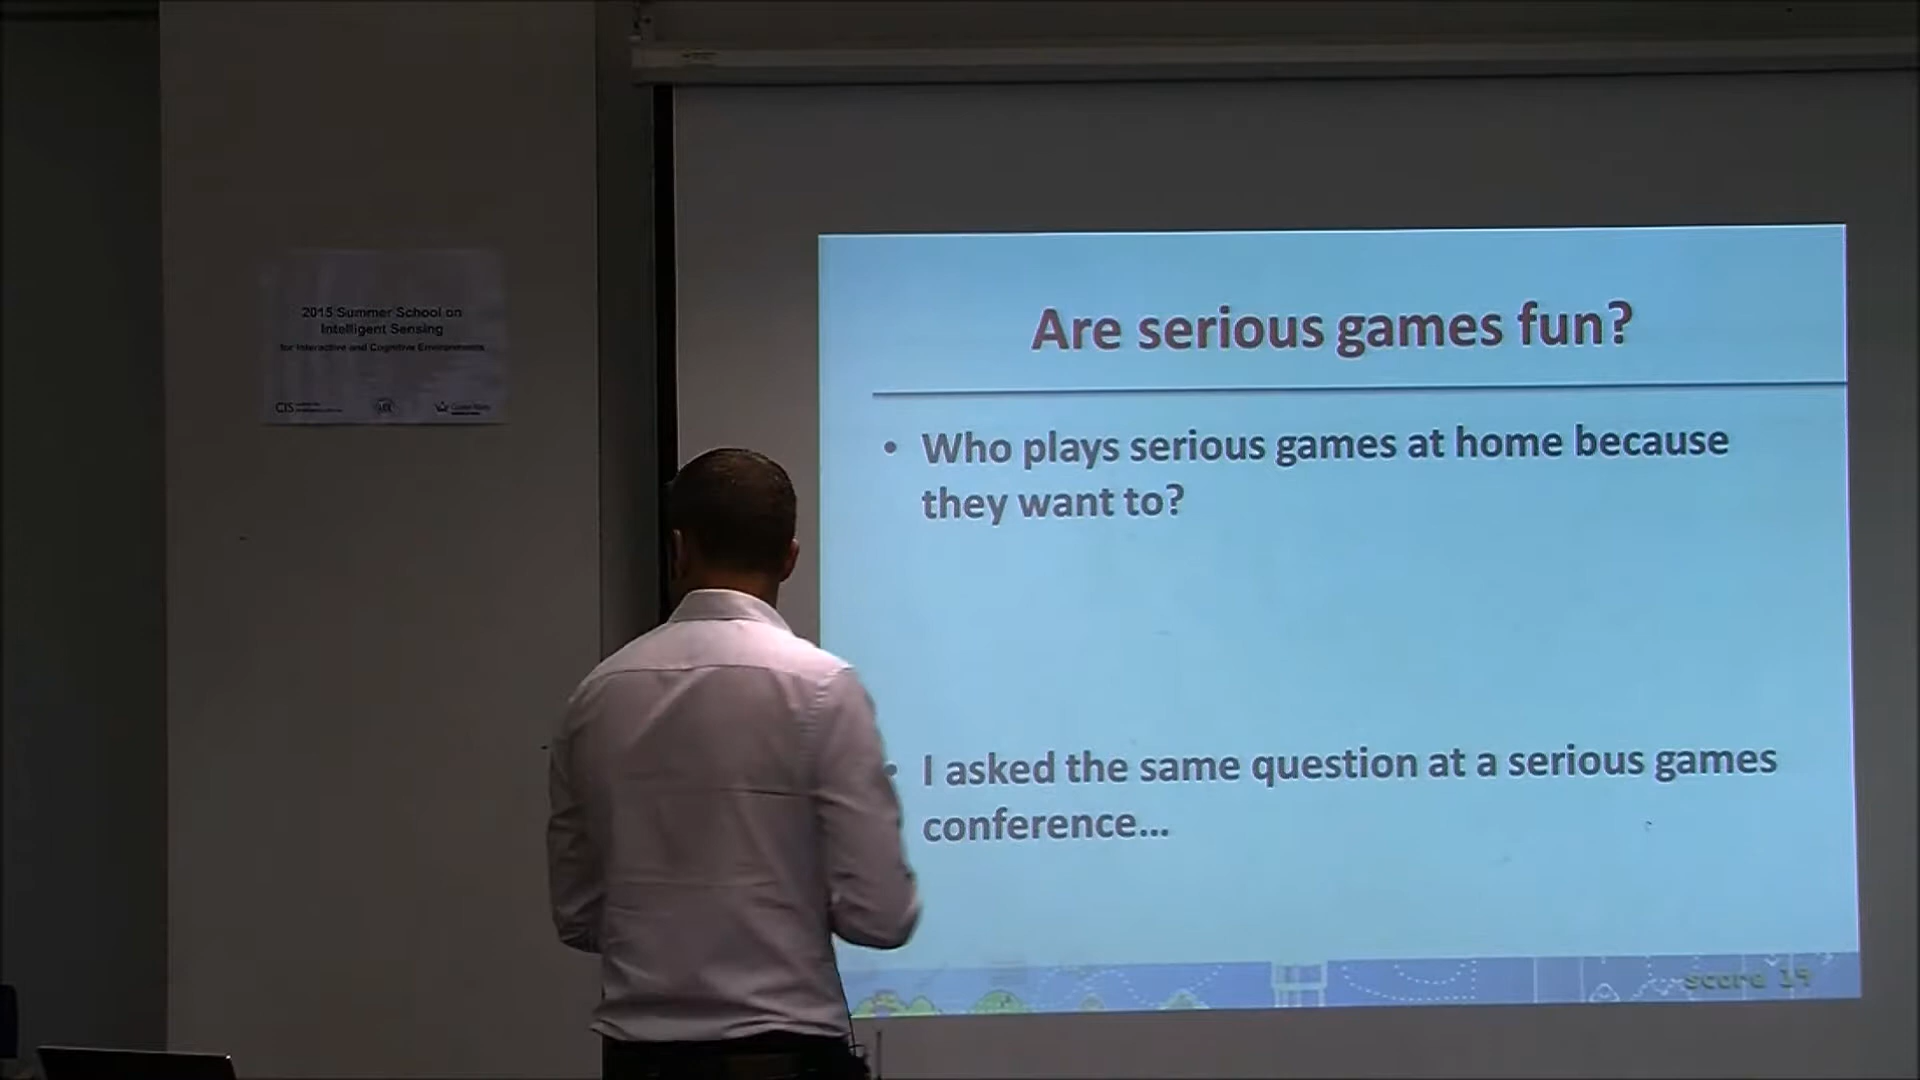 2015 Summer School on
Intelligent Sensing
for Interactive and Cognitive Environments
CIS
Are serious games fun?
• Who plays serious games at home because
they want to?
• I asked the same question at a serious games
conference...
score 19